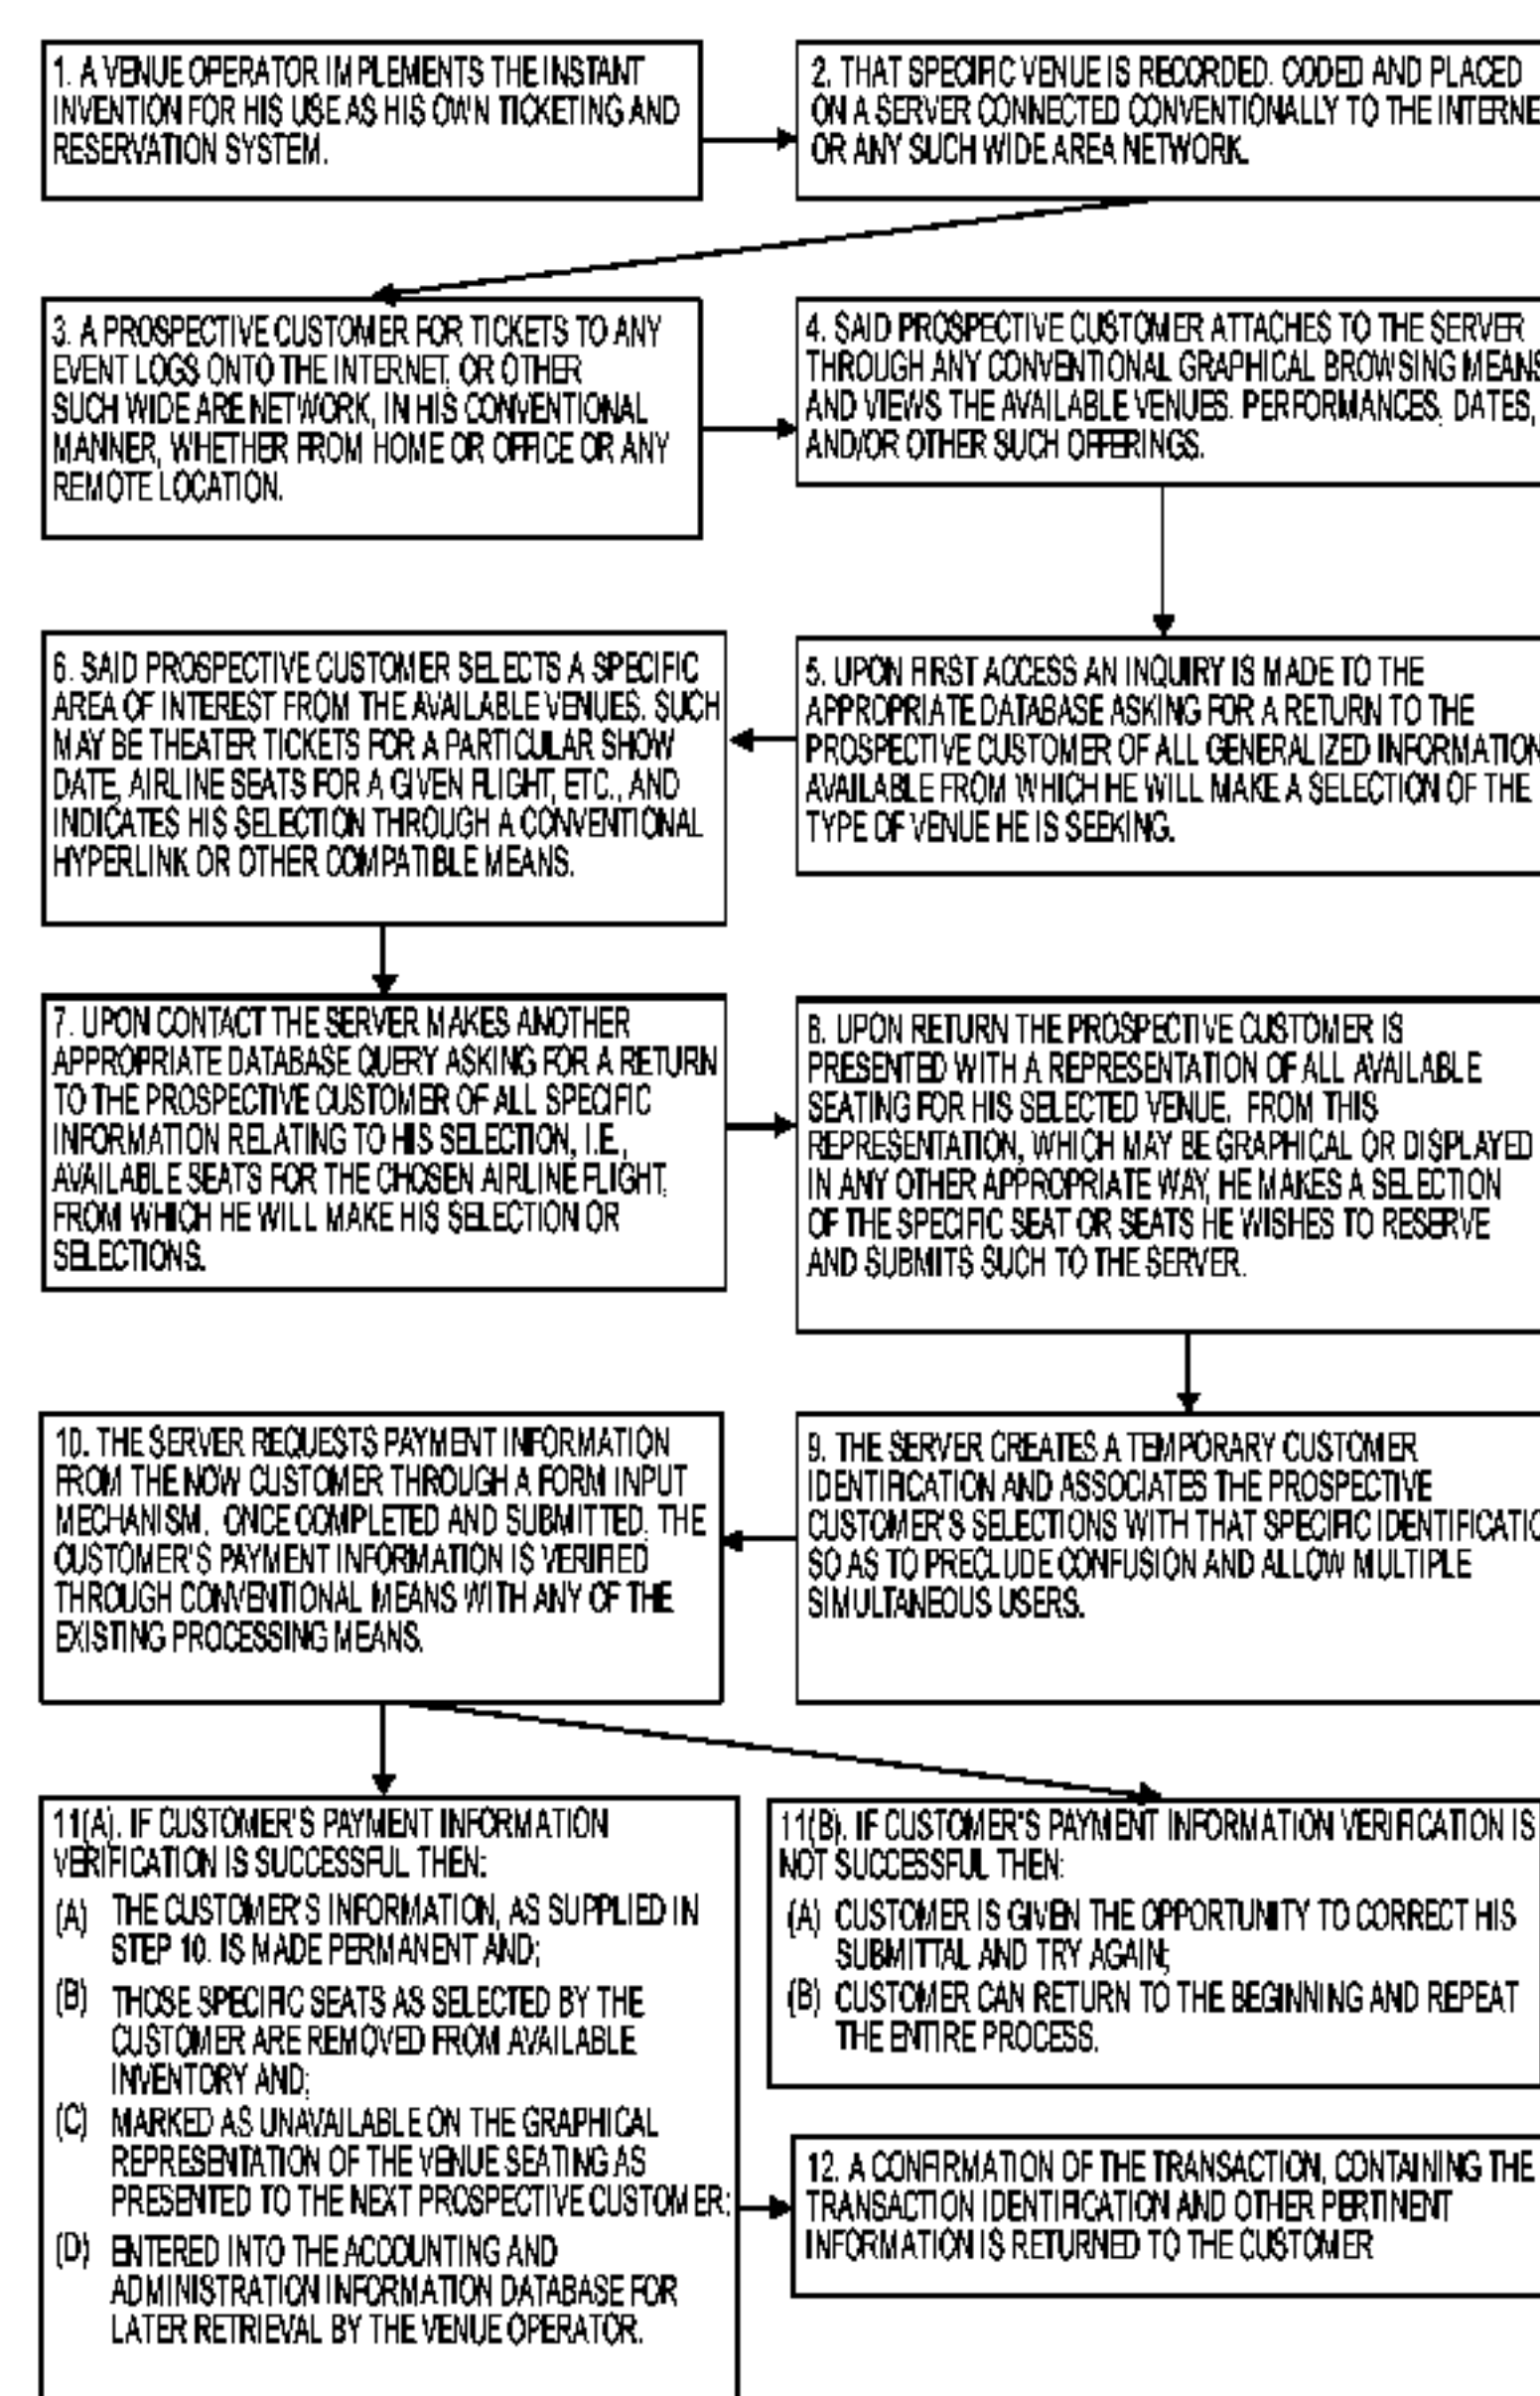 1. A VENUE OPERATOR IMPLEMENTS THE INSTANT
INVENTION FOR HIS USE AS HIS OWN TICKETING AND
RESERVATION SYSTEM.
2. THAT SPECIFIC VENUE IS RECORDED. CODED AND PLACED
ON A SERVER CONNECTED CONVENTIONALLY TO THE INTERNE
OR ANY SUCH WIDE AREA NETWORK.
3. A PROSPECTIVE CUSTOMER FOR TICKETS TO ANY
EVENT LOGS ONTO THE INTERNET, OR OTHER
SUCH WIDE ARE NETWORK, IN HIS CONVENTIONAL
MANNER, WHETHER FROM HOME OR OFFICE OR ANY
REMOTE LOCATION.
4. SAID PROSPECTIVE CUSTOMER ATTACHES TO THE SERVER
THROUGH ANY CONVENTIONAL GRAPHICAL BROWSING MEANS
AND VIEWS THE AVAILABLE VENUES. PERFORMANCES, DATES,
AND/OR OTHER SUCH OFFERINGS.
5. UPON FIRST ACCESS AN INQUIRY IS MADE TO THE
APPROPRIATE DATABASE ASKING FOR A RETURN TO THE
PROSPECTIVE CUSTOMER OF ALL GENERALIZED INFORMATION
AVAILABLE FROM WHICH HE WILL MAKE A SELECTION OF THE
TYPE OF VENUE HE IS SEEKING.
6. SAID PROSPECTIVE CUSTOMER SELECTS A SPECIFIC
AREA OF INTEREST FROM THE AVAILABLE VENUES. SUCH
MAY BE THEATER TICKETS FOR A PARTICULAR SHOW
DATE, AIRLINE SEATS FOR A GIVEN FLIGHT, ETC., AND
INDICATES HIS SELECTION THROUGH A CONVENTIONAL
HYPERLINK OR OTHER COMPATIBLE MEANS.
7. UPON CONTACT THE SERVER MAKES ANOTHER
APPROPRIATE DATABASE QUERY ASKING FOR A RETURN
TO THE PROSPECTIVE CUSTOMER OF ALL SPECIFIC
INFORMATION RELATING TO HIS SELECTION, I.E.,
AVAILABLE SEATS FOR THE CHOSEN AIRLINE FLIGHT,
FROM WHICH HE WILL MAKE HIS SELECTION OR
SELECTIONS.
8. UPON RETURN THE PROSPECTIVE CUSTOMER IS
PRESENTED WITH A REPRESENTATION OF ALL AVAILABLE
SEATING FOR HIS SELECTED VENUE. FROM THIS
REPRESENTATION, WHICH MAY BE GRAPHICAL OR DISPLAYED
IN ANY OTHER APPROPRIATE WAY, HE MAKES A SELECTION
OF THE SPECIFIC SEAT OR SEATS HE WISHES TO RESERVE
AND SUBMITS SUCH TO THE SERVER.
9. THE SERVER CREATES A TEMPORARY CUSTOMER
IDENTIFICATION AND ASSOCIATES THE PROSPECTIVE
CUSTOMER'S SELECTIONS WITH THAT SPECIFIC IDENTIFICATIO
SO AS TO PRECLUDE CONFUSION AND ALLOW MULTIPLE
SIMULTANEOUS USERS.
10. THE SERVER REQUESTS PAYMENT INFORMATION
FROM THE NOW CUSTOMER THROUGH A FORM INPUT
MECHANISM. ONCE COMPLETED AND SUBMITTED, THE
CUSTOMER'S PAYMENT INFORMATION IS VERIFIED
THROUGH CONVENTIONAL MEANS WITH ANY OF THE
EXISTING PROCESSING MEANS.
11(A). IF CUSTOMER'S PAYMENT INFORMATION
VERIFICATION IS SUCCESSFUL THEN:
(A) THE CUSTOMER'S INFORMATION, AS SUPPLIED IN
STEP 10. IS MADE PERMANENT AND;
(B) THOSE SPECIFIC SEATS AS SELECTED BY THE
CUSTOMER ARE REMOVED FROM AVAILABLE
INVENTORY AND;
(C) MARKED AS UNAVAILABLE ON THE GRAPHICAL
REPRESENTATION OF THE VENUE SEATING AS
PRESENTED TO THE NEXT PROSPECTIVE CUSTOMER;
(D) ENTERED INTO THE ACCOUNTING AND
ADMINISTRATION INFORMATION DATABASE FOR
LATER RETRIEVAL BY THE VENUE OPERATOR.
11(B). IF CUSTOMER'S PAYMENT INFORMATION VERIFICATION IS
NOT SUCCESSFUL THEN:
(A) CUSTOMER IS GIVEN THE OPPORTUNITY TO CORRECT HIS
SUBMITTAL AND TRY AGAIN;
(B) CUSTOMER CAN RETURN TO THE BEGINNING AND REPEAT
THE ENTIRE PROCESS.
12. A CONFIRMATION OF THE TRANSACTION, CONTAINING THE
TRANSACTION IDENTIFICATION AND OTHER PERTINENT
INFORMATION IS RETURNED TO THE CUSTOMER